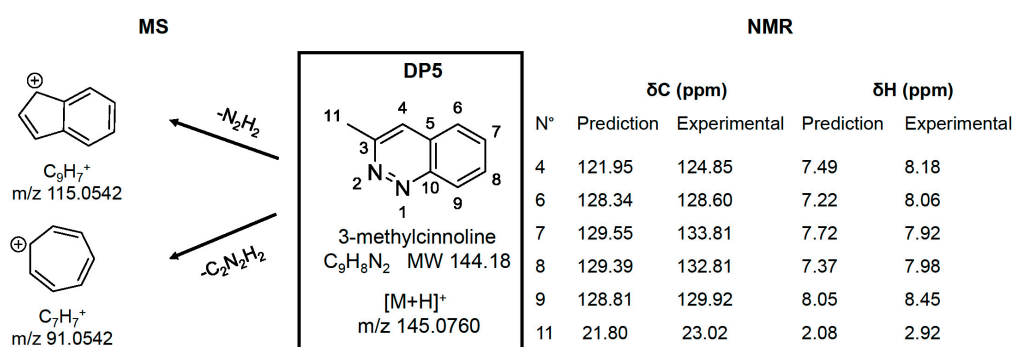 MS
NMR
⊕
-N₂H₂
C₉H₇⁺
m/z 115.0542
⊕
-C₂N₂H₂
C₇H₇⁺
m/z 91.0542
DP5
11
4
5
6
7
3
2
N
N
10
8
9
1
3-methylcinnoline
C₉H₈N₂ MW 144.18
[M+H]⁺
m/z 145.0760
δC (ppm) δH (ppm)
N° Prediction Experimental Prediction Experimental
4 121.95 124.85 7.49 8.18
6 128.34 128.60 7.22 8.06
7 129.55 133.81 7.72 7.92
8 129.39 132.81 7.37 7.98
9 128.81 129.92 8.05 8.45
11 21.80 23.02 2.08 2.92